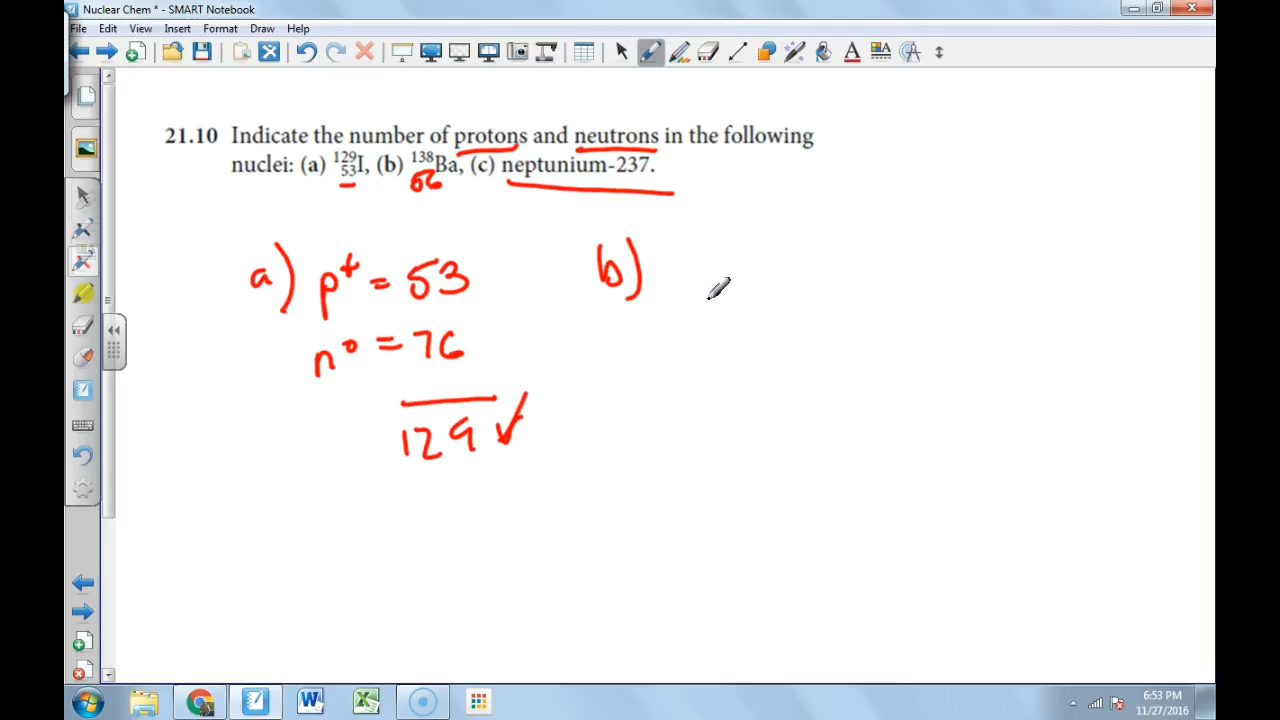 Nuclear Chem * - SMART Notebook
File Edit View Insert Format Draw Help
21.10 Indicate the number of protons and neutrons in the following
nuclei: (a) ¹²⁹₅₃I, (b) ¹³⁸Ba, (c) neptunium-237.
56
a) p⁺ = 53
n⁰ = 76
129 ✓
b)
6:53 PM
11/27/2016